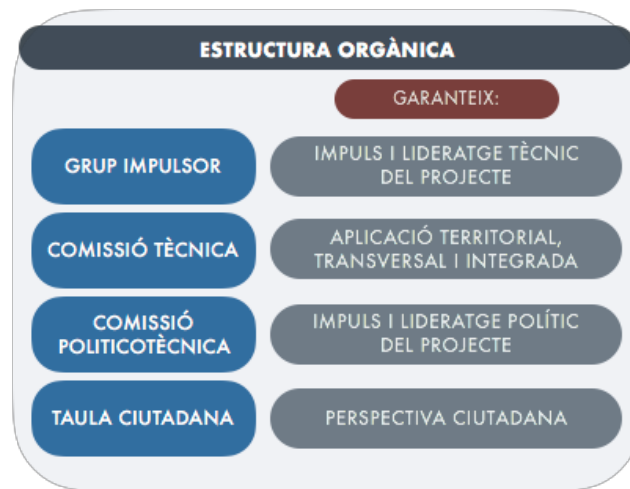 ESTRUCTURA ORGÀNICA
GARANTEIX:
GRUP IMPULSOR
IMPULS I LIDERATGE TÈCNIC
DEL PROJECTE
COMISSIÓ TÈCNICA
APLICACIÓ TERRITORIAL,
TRANSVERSAL I INTEGRADA
COMISSIÓ
POLITICOTÈCNICA
IMPULS I LIDERATGE POLÍTIC
DEL PROJECTE
TAULA CIUTADANA
PERSPECTIVA CIUTADANA